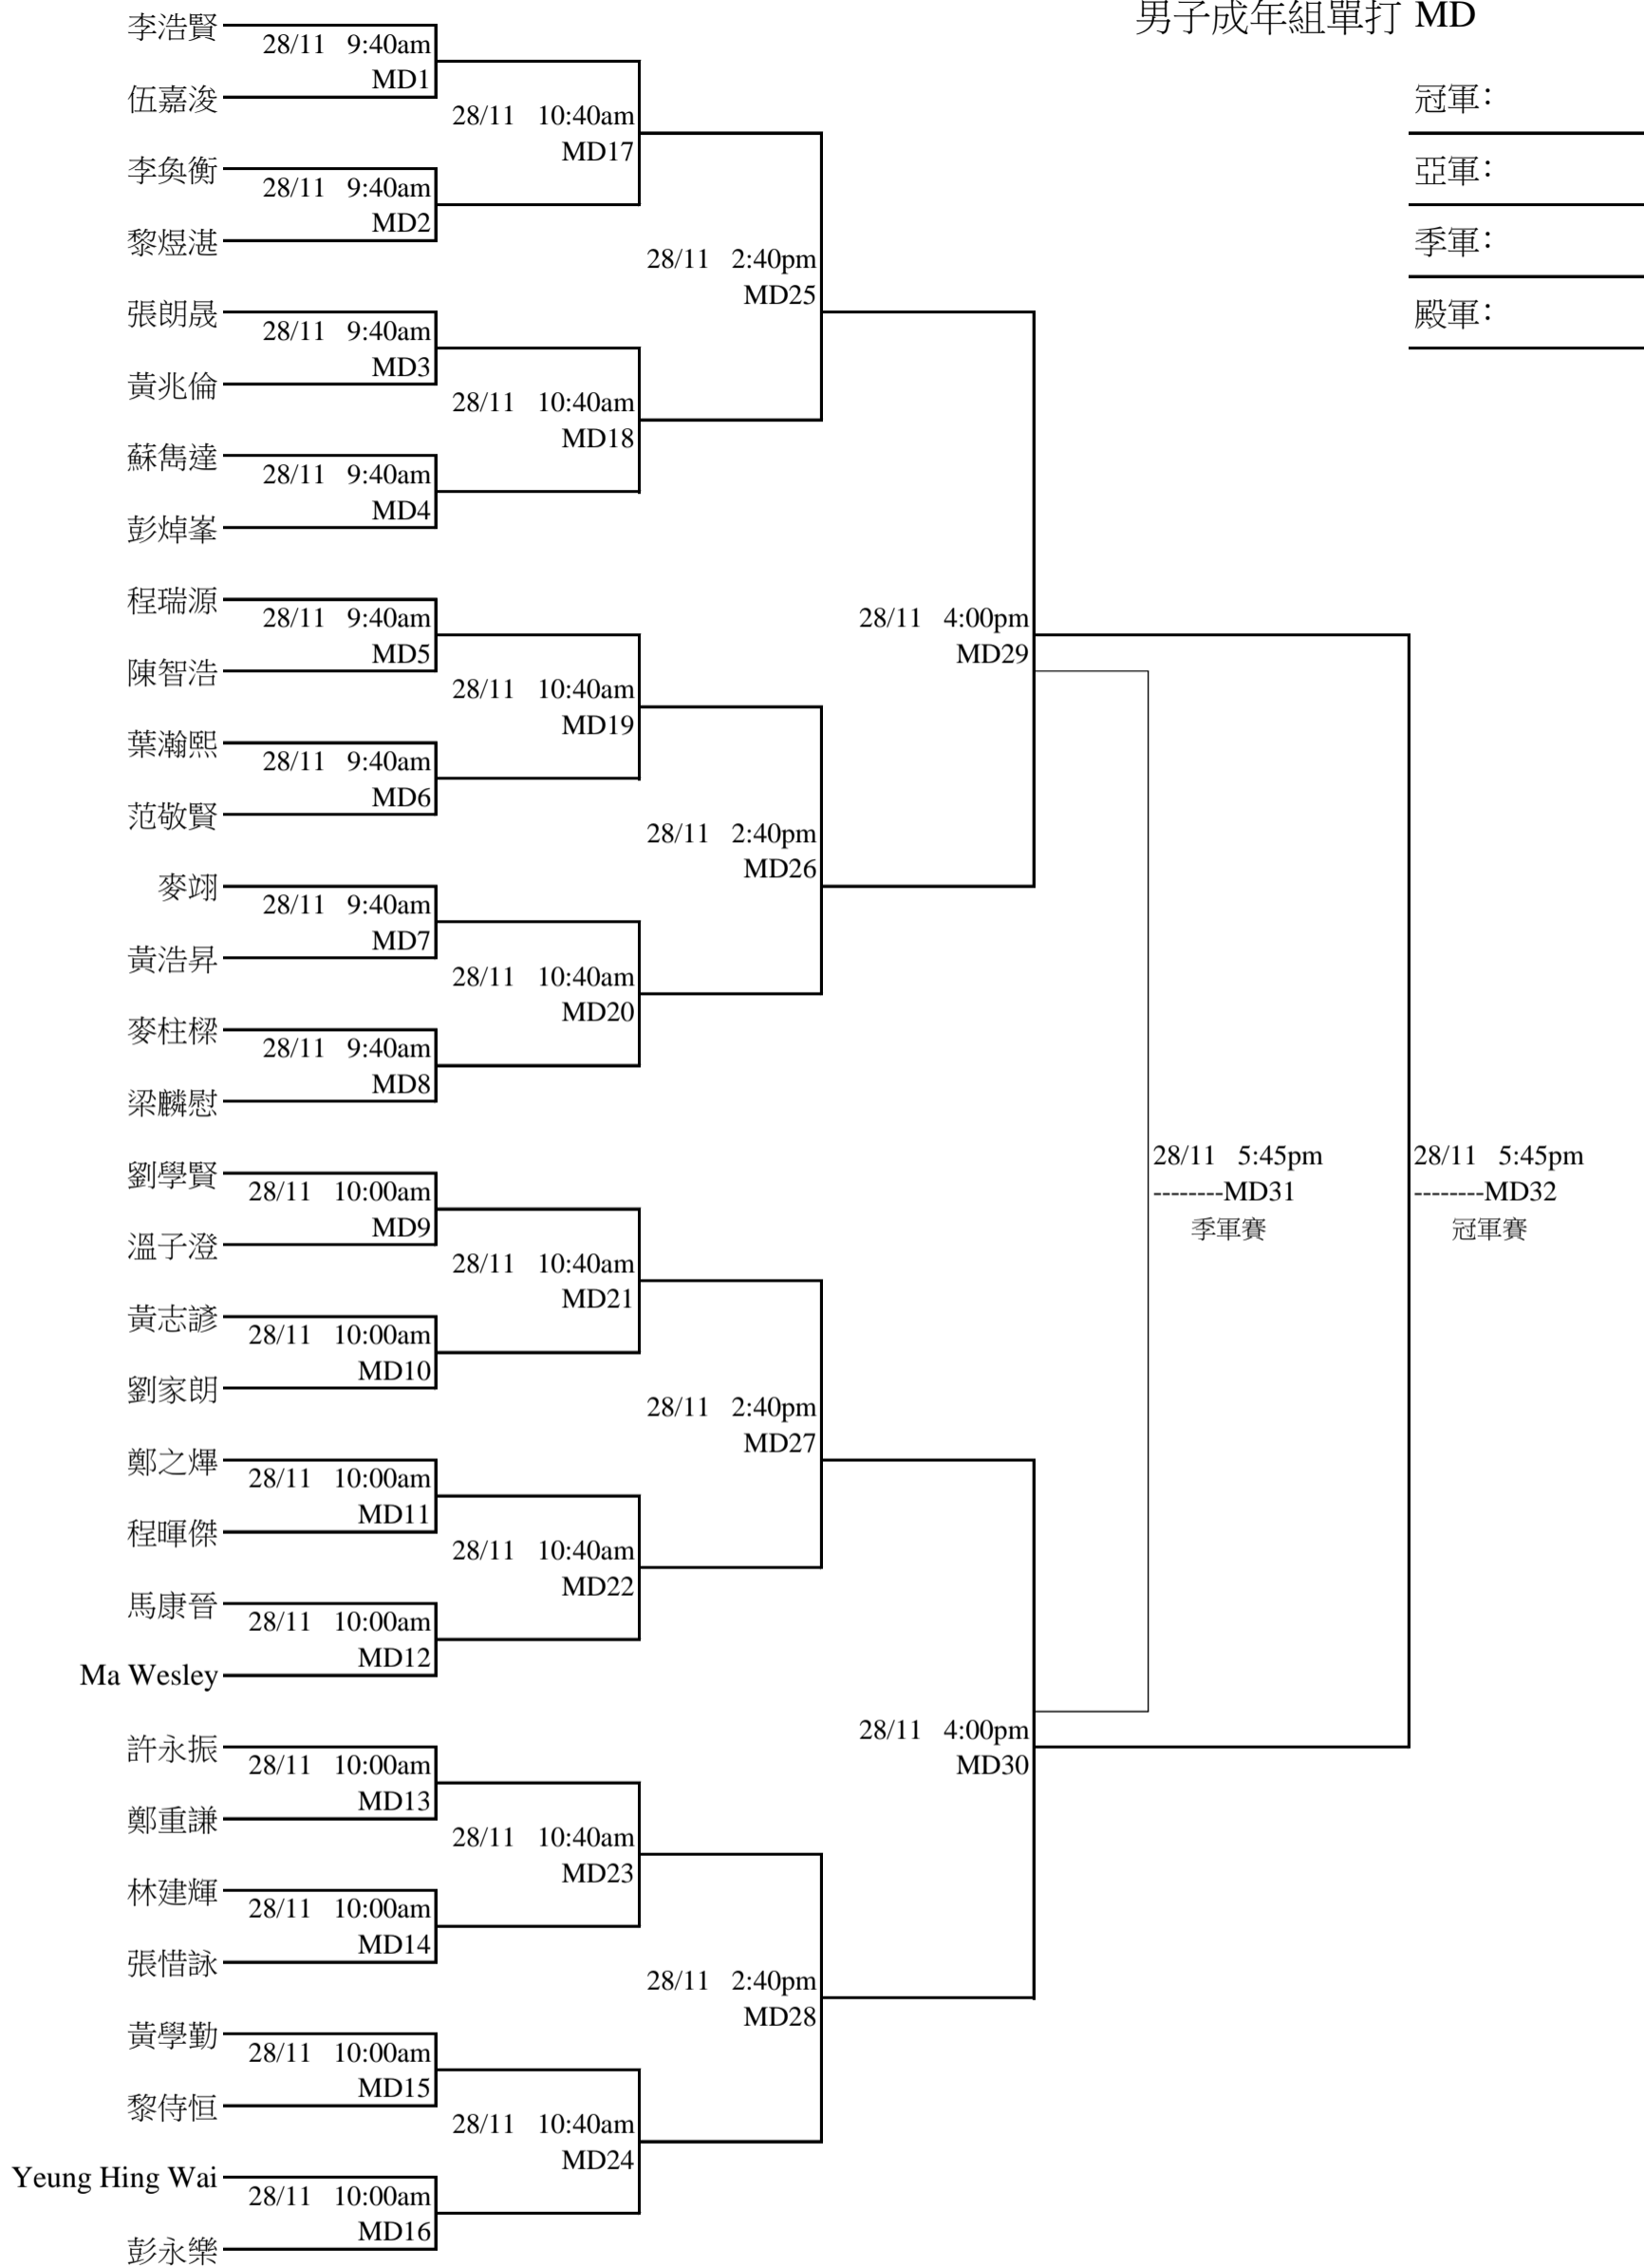 男子成年組單打 MD
冠軍：
亞軍：
季軍：
殿軍：
李浩賢
28/11 9:40am
MD1
伍嘉浚
28/11 10:40am
MD17
李奐衡
28/11 9:40am
MD2
黎煜湛
28/11 2:40pm
MD25
張朗晟
28/11 9:40am
MD3
黃兆倫
28/11 10:40am
MD18
蘇雋達
28/11 9:40am
MD4
彭焯峯
程瑞源
28/11 9:40am
MD5
陳智浩
28/11 4:00pm
MD29
28/11 10:40am
MD19
葉瀚熙
28/11 9:40am
MD6
范敬賢
28/11 2:40pm
MD26
麥翊
28/11 9:40am
MD7
黃浩昇
28/11 10:40am
MD20
麥柱樑
28/11 9:40am
MD8
梁麟慰
28/11 5:45pm
--------MD31
季軍賽
28/11 5:45pm
--------MD32
冠軍賽
劉學賢
28/11 10:00am
MD9
溫子澄
28/11 10:40am
MD21
黃志諺
28/11 10:00am
MD10
劉家朗
28/11 2:40pm
MD27
鄭之燁
28/11 10:00am
MD11
程暉傑
28/11 10:40am
MD22
馬康晉
28/11 10:00am
MD12
Ma Wesley
28/11 4:00pm
MD30
許永振
28/11 10:00am
MD13
鄭重謙
28/11 10:40am
MD23
林建輝
28/11 10:00am
MD14
張惜詠
28/11 2:40pm
MD28
黃學勤
28/11 10:00am
MD15
黎侍恒
28/11 10:40am
MD24
Yeung Hing Wai
28/11 10:00am
MD16
彭永樂